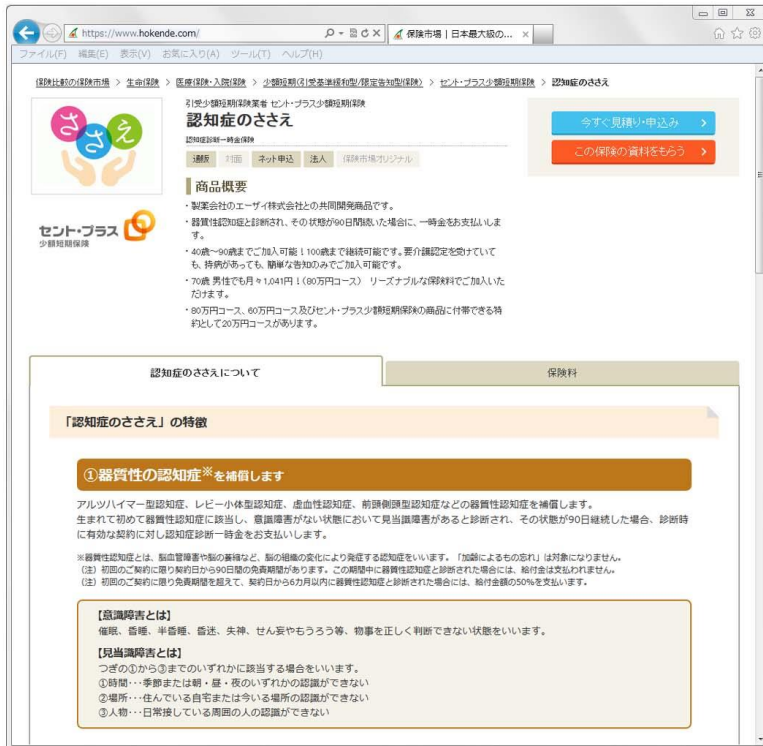 https://www.hokende.com/
保険市場 | 日本最大級の...
ファイル(F) 編集(E) 表示(V) お気に入り(A) ツール(T) ヘルプ(H)
保険比較の保険市場 > 生命保険 > 医療保険・入院保険 > 少額短期(引受基準緩和型/限定告知型保険) > セント・プラス少額短期保険 > 認知症のささえ
ささえ
セント・プラス
少額短期保険
引受少額短期保険業者 セント・プラス少額短期保険
認知症のささえ
認知症診断一時金保険
通販 対面 ネット申込 法人 保険市場オリジナル
今すぐ見積り・申込み
この保険の資料をもらう
商品概要
・製薬会社のエーザイ株式会社との共同開発商品です。
・器質性認知症と診断され、その状態が90日間続いた場合に、一時金をお支払いしま
す。
・40歳~90歳までご加入可能!100歳まで継続可能です。要介護認定を受けていて
も、持病があっても、簡単な告知のみでご加入可能です。
・70歳 男性でも月々1,041円!(80万円コース) リーズナブルな保険料でご加入いた
だけます。
・80万円コース、60万円コース及びセント・プラス少額短期保険の商品に付帯できる特
約として20万円コースがあります。
認知症のささえについて
保険料
「認知症のささえ」の特徴
①器質性の認知症※を補償します
アルツハイマー型認知症、レビー小体型認知症、虚血性認知症、前頭側頭型認知症などの器質性認知症を補償します。
生まれて初めて器質性認知症に該当し、意識障害がない状態において見当識障害があると診断され、その状態が90日継続した場合、診断時
に有効な契約に対し認知症診断一時金をお支払いします。
※器質性認知症とは、脳血管障害や脳の萎縮など、脳の組織の変化により発症する認知症をいいます。「加齢によるもの忘れ」は対象になりません。
(注)初回のご契約に限り契約日から90日間の免責期間があります。この期間中に器質性認知症と診断された場合には、給付金は支払われません。
(注)初回のご契約に限り免責期間を超えて、契約日から6カ月以内に器質性認知症と診断された場合には、給付金額の50%を支払います。
【意識障害とは】
催眠、昏睡、半昏睡、昏迷、失神、せん妄やもうろう等、物事を正しく判断できない状態をいいます。
【見当識障害とは】
つぎの①から③までのいずれかに該当する場合をいいます。
①時間・・・季節または朝・昼・夜のいずれかの認識ができない
②場所・・・住んでいる自宅または今いる場所の認識ができない
③人物・・・日常接している周囲の人の認識ができない